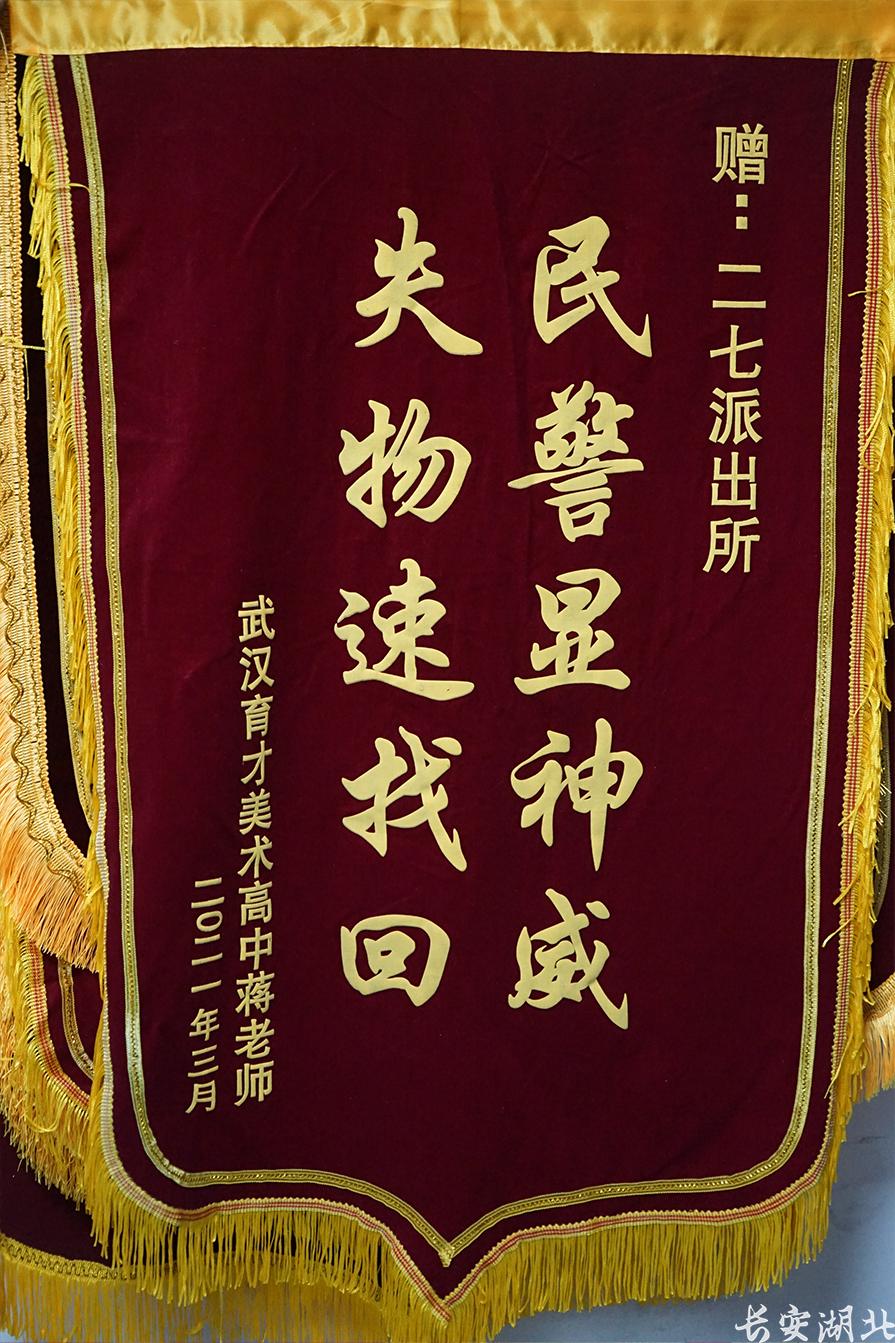 赠：二七派出所
民警显神威
失物速找回
武汉育才美术高中蒋老师
二〇二一年三月
长安湖北